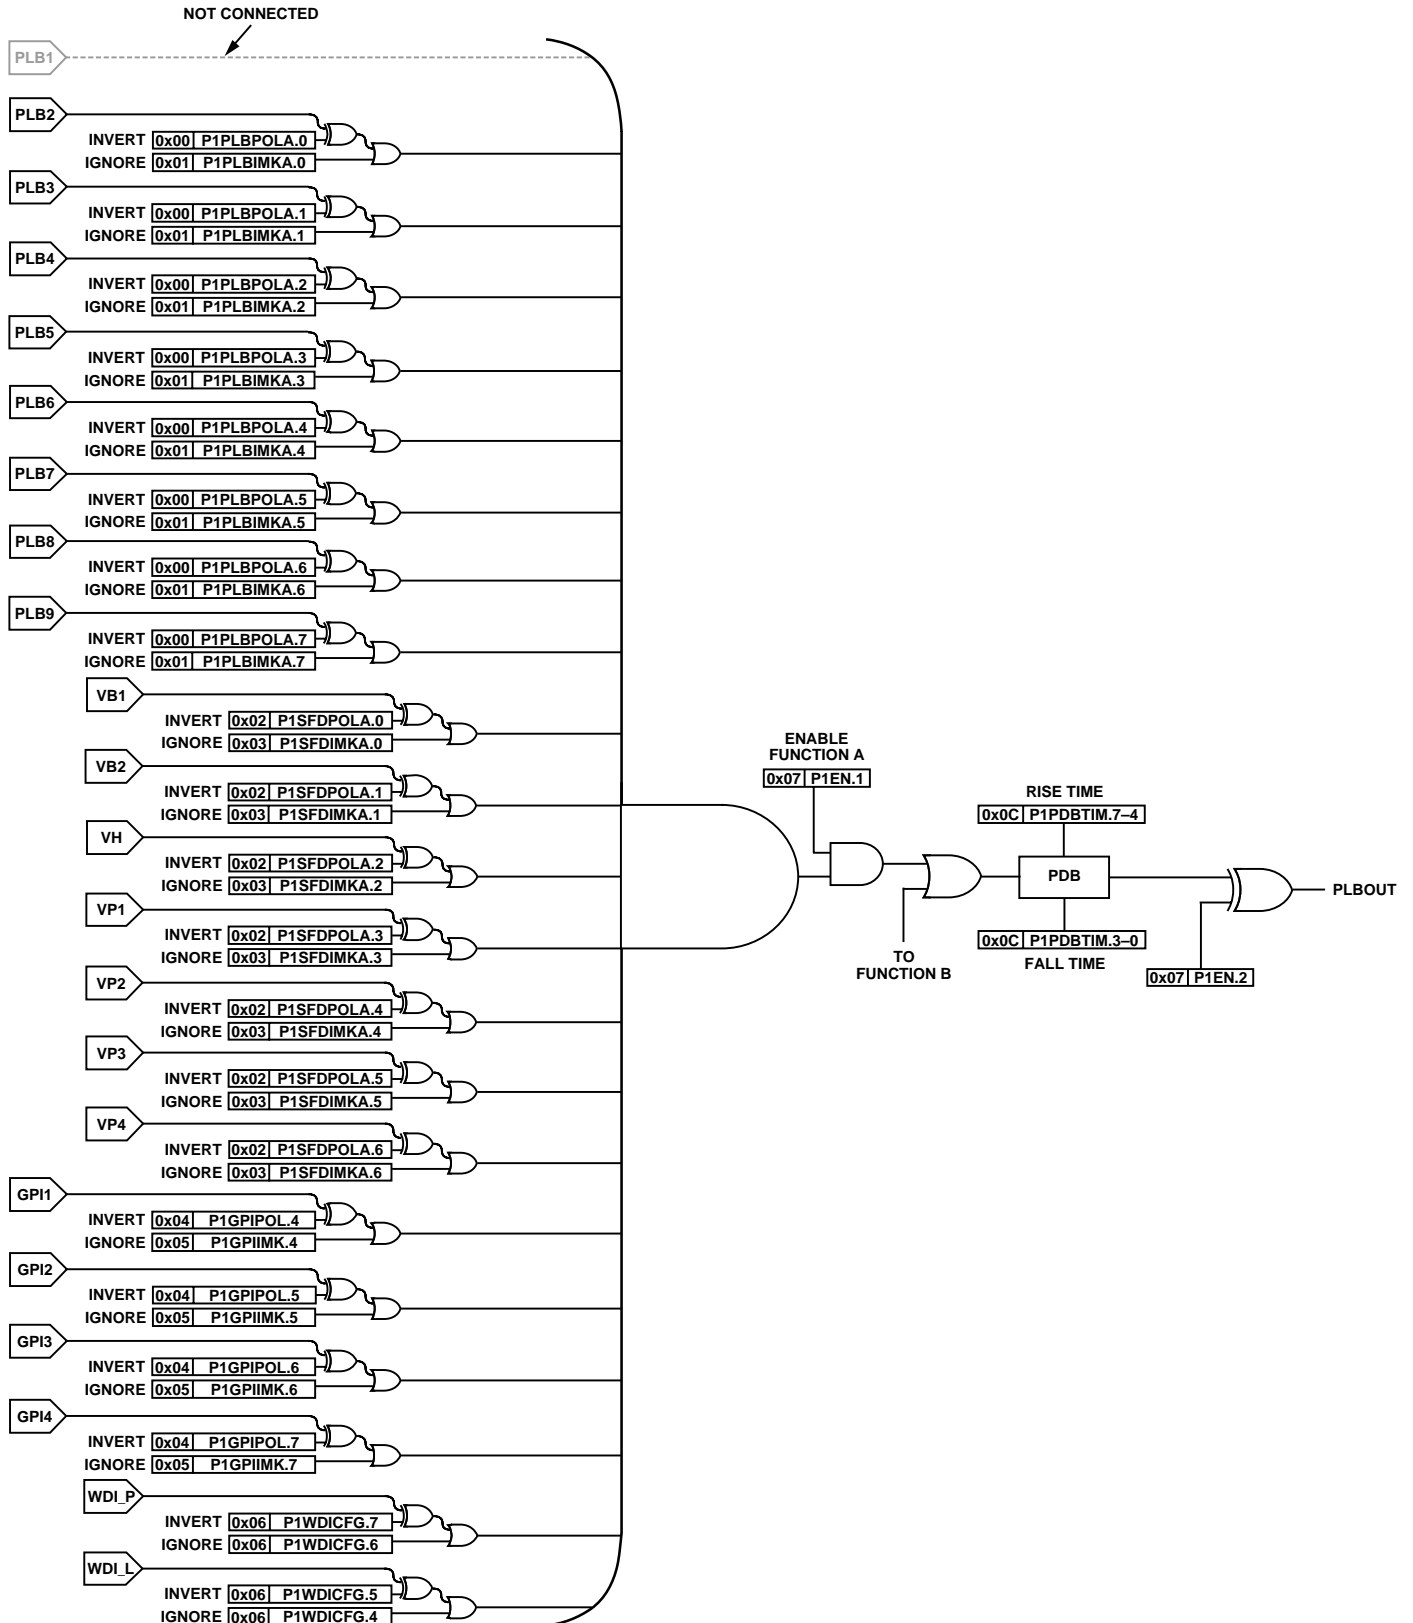 NOT CONNECTED
PLB1
PLB2
INVERT 0x00 P1PLBPOLA.0
IGNORE 0x01 P1PLBIMKA.0
PLB3
INVERT 0x00 P1PLBPOLA.1
IGNORE 0x01 P1PLBIMKA.1
PLB4
INVERT 0x00 P1PLBPOLA.2
IGNORE 0x01 P1PLBIMKA.2
PLB5
INVERT 0x00 P1PLBPOLA.3
IGNORE 0x01 P1PLBIMKA.3
PLB6
INVERT 0x00 P1PLBPOLA.4
IGNORE 0x01 P1PLBIMKA.4
PLB7
INVERT 0x00 P1PLBPOLA.5
IGNORE 0x01 P1PLBIMKA.5
PLB8
INVERT 0x00 P1PLBPOLA.6
IGNORE 0x01 P1PLBIMKA.6
PLB9
INVERT 0x00 P1PLBPOLA.7
IGNORE 0x01 P1PLBIMKA.7
VB1
INVERT 0x02 P1SFDPOLA.0
IGNORE 0x03 P1SFDIMKA.0
VB2
INVERT 0x02 P1SFDPOLA.1
IGNORE 0x03 P1SFDIMKA.1
VH
INVERT 0x02 P1SFDPOLA.2
IGNORE 0x03 P1SFDIMKA.2
VP1
INVERT 0x02 P1SFDPOLA.3
IGNORE 0x03 P1SFDIMKA.3
VP2
INVERT 0x02 P1SFDPOLA.4
IGNORE 0x03 P1SFDIMKA.4
VP3
INVERT 0x02 P1SFDPOLA.5
IGNORE 0x03 P1SFDIMKA.5
VP4
INVERT 0x02 P1SFDPOLA.6
IGNORE 0x03 P1SFDIMKA.6
GPI1
INVERT 0x04 P1GPIPOL.4
IGNORE 0x05 P1GPIIMK.4
GPI2
INVERT 0x04 P1GPIPOL.5
IGNORE 0x05 P1GPIIMK.5
GPI3
INVERT 0x04 P1GPIPOL.6
IGNORE 0x05 P1GPIIMK.6
GPI4
INVERT 0x04 P1GPIPOL.7
IGNORE 0x05 P1GPIIMK.7
WDI_P
INVERT 0x06 P1WDICFG.7
IGNORE 0x06 P1WDICFG.6
WDI_L
INVERT 0x06 P1WDICFG.5
IGNORE 0x06 P1WDICFG.4
ENABLE
FUNCTION A
0x07 P1EN.1
TO
FUNCTION B
RISE TIME
0x0C P1PDBTIM.7–4
PDB
0x0C P1PDBTIM.3–0
FALL TIME
0x07 P1EN.2
PLBOUT